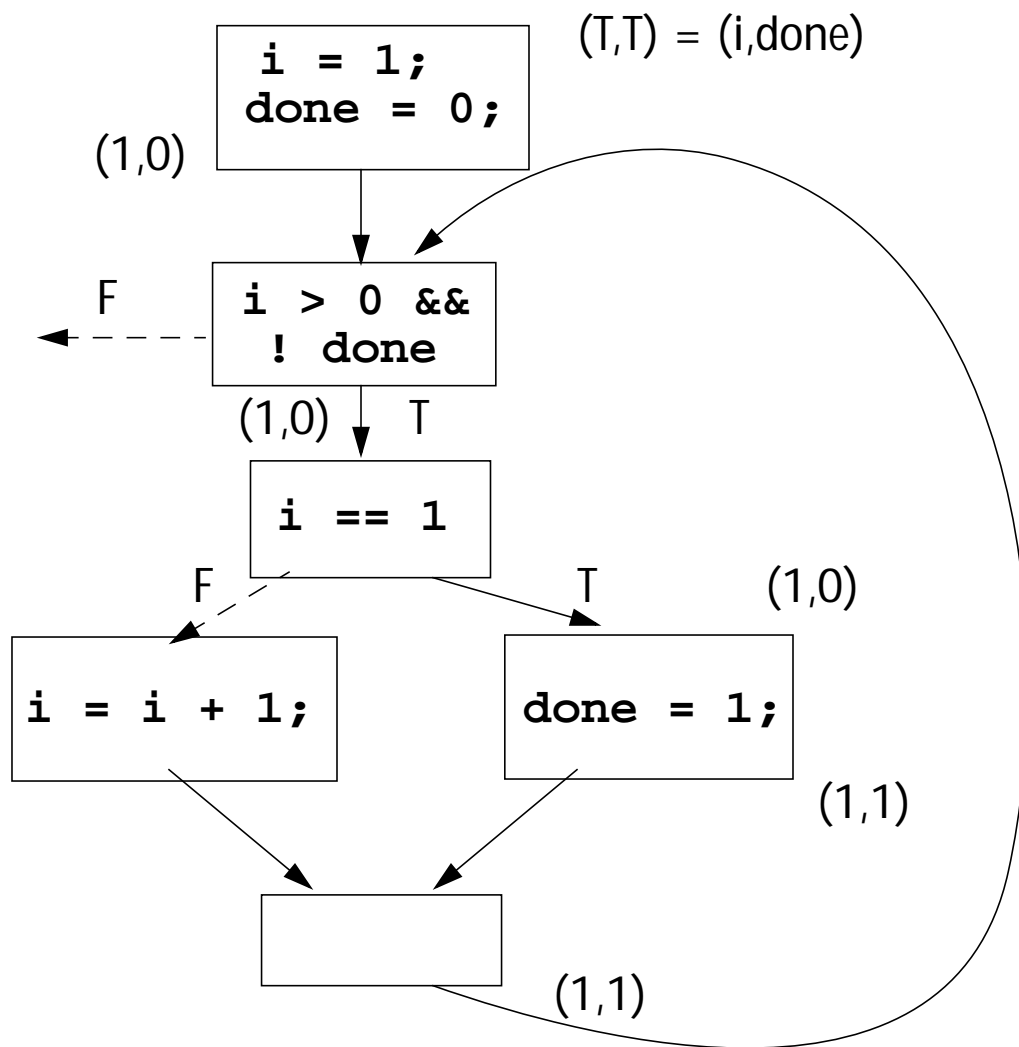 (T,T) = (i,done)
i = 1;
done = 0;
(1,0)
F
i > 0 &&
! done
(1,0)
T
i == 1
F
T
(1,0)
i = i + 1;
done = 1;
(1,1)
(1,1)